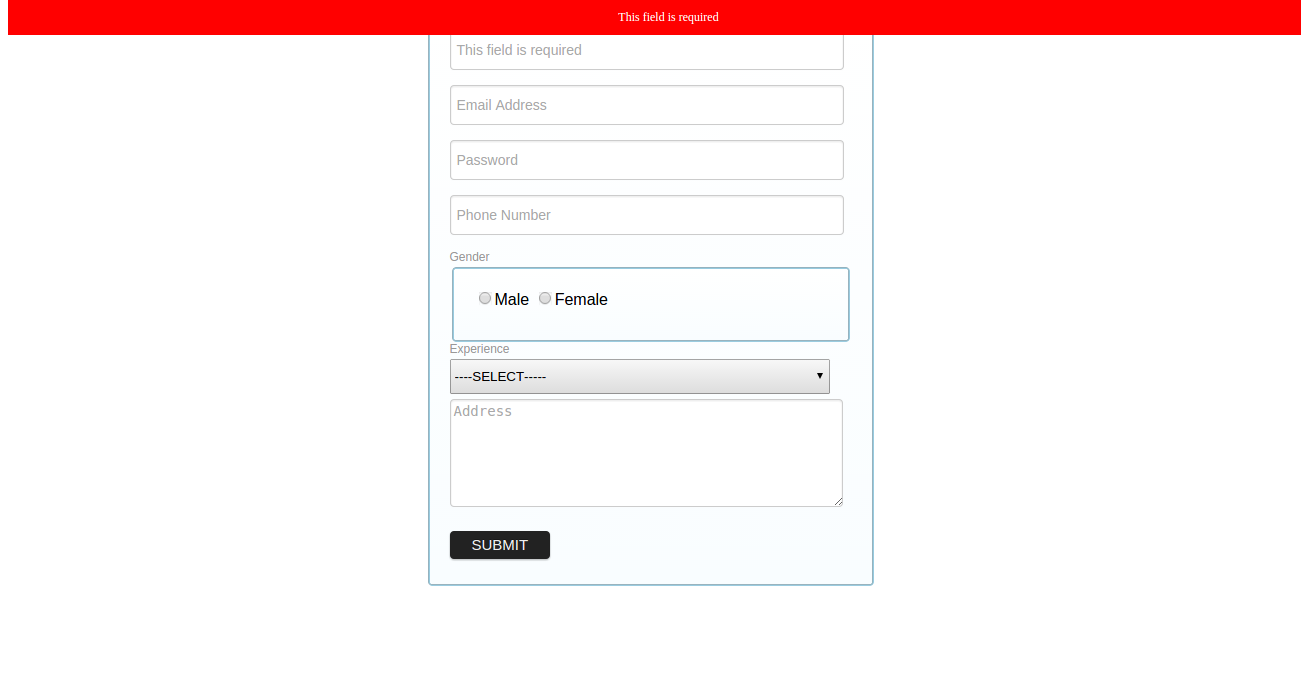 This field is required
This field is required
Email Address
Password
Phone Number
Gender
Male Female
Experience
----SELECT-----
Address
SUBMIT